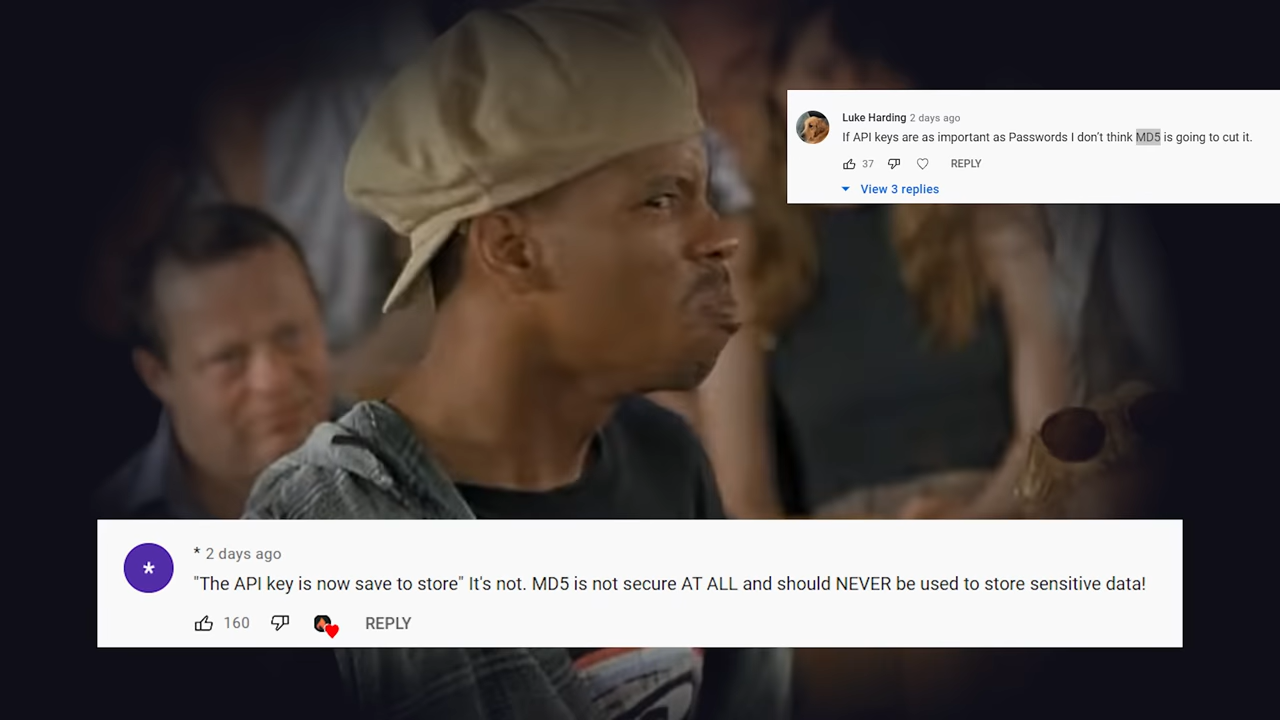 Luke Harding 2 days ago
If API keys are as important as Passwords I don't think MD5 is going to cut it.
37 REPLY
View 3 replies
*
* 2 days ago
"The API key is now save to store" It's not. MD5 is not secure AT ALL and should NEVER be used to store sensitive data!
160 REPLY